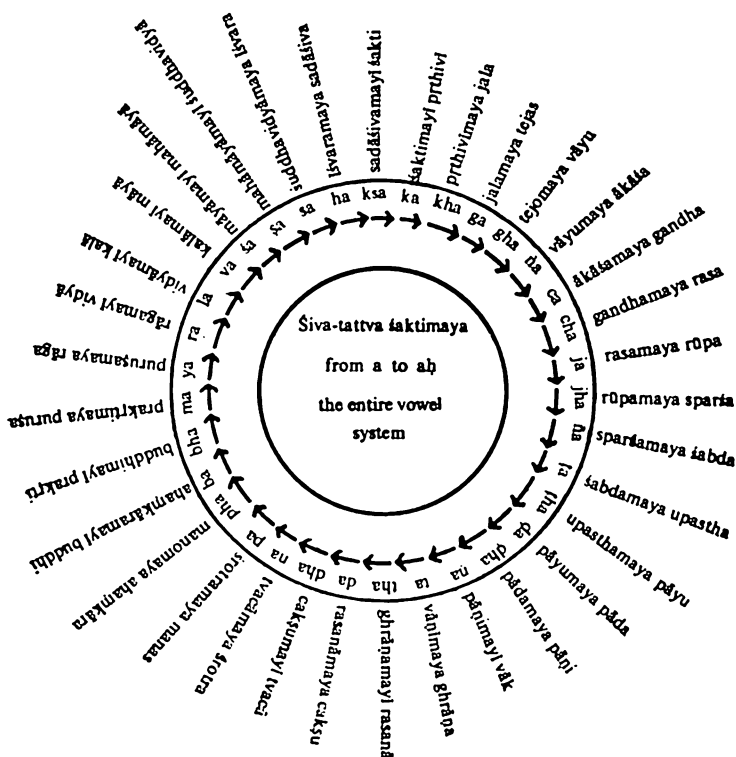 sadāśivamayī śakti
śaktimayī pṛthivī
pṛthivīmaya jala
jalamaya tejas
tejomaya vāyu
vāyumaya ākāśa
ākāśamaya gandha
gandhamaya rasa
rasamaya rūpa
rūpamaya sparśa
sparśamaya śabda
śabdamaya upastha
upasthamaya pāyu
pāyumaya pāda
pādamaya pāṇi
pāṇimayī vāk
vāṇīmaya ghrāṇa
ghrāṇamayī rasanā
rasanāmaya cakṣu
cakṣumayī tvacā
tvacāmaya śrotra
śrotramaya manas
manomaya ahaṃkāra
ahaṃkāramayī buddhi
buddhimayī prakṛti
prakṛtimaya puruṣa
puruṣamaya rāga
rāgamayī vidyā
vidyāmayī kalā
kalāmayī māyā
māyāmayī mahāmāyā
mahāmāyāmayī śuddhavidyā
śuddhavidyāmaya īśvara
īśvaramaya sadāśiva
ksa ka kha ga gha ṅa ca cha ja jha ña ṭa ṭha ḍa ḍha ṇa ta tha da dha na pa pha ba bha ma ya ra la va śa ṣa sa ha
Śiva-tattva śaktimaya
from a to aḥ
the entire vowel
system